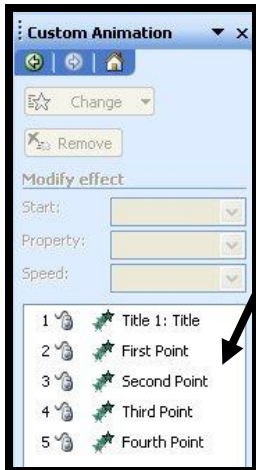 Custom Animation
Change
Remove
Modify effect
Start:
Property:
Speed:
1 Title 1: Title
2 First Point
3 Second Point
4 Third Point
5 Fourth Point